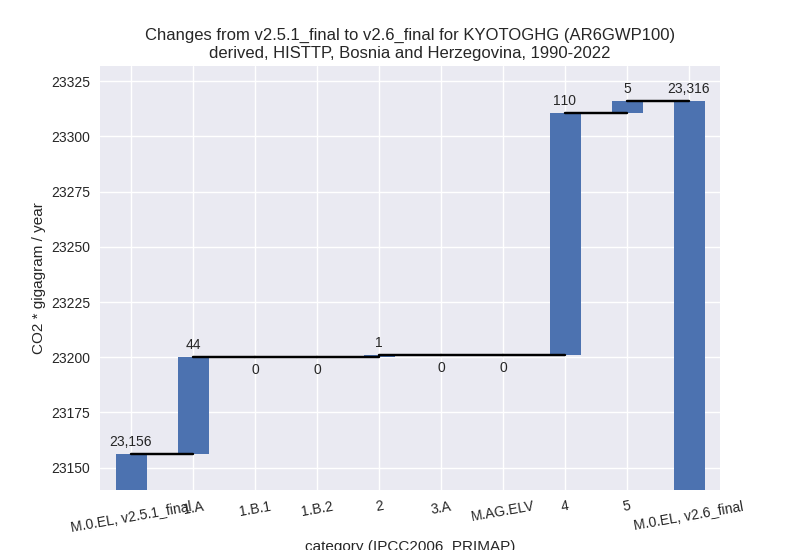 Changes from v2.5.1_final to v2.6_final for KYOTOGHG (AR6GWP100)
derived, HISTTP, Bosnia and Herzegovina, 1990-2022
CO2 * gigagram / year
23325
23300
23275
23250
23225
23200
23175
23150
23,156
44
0
0
1
0
0
110
5
23,316
M.0.EL, v2.5.1_final
1.A
1.B.1
1.B.2
2
3.A
M.AG.ELV
4
5
M.0.EL, v2.6_final
category (IPCC2006_PRIMAP)